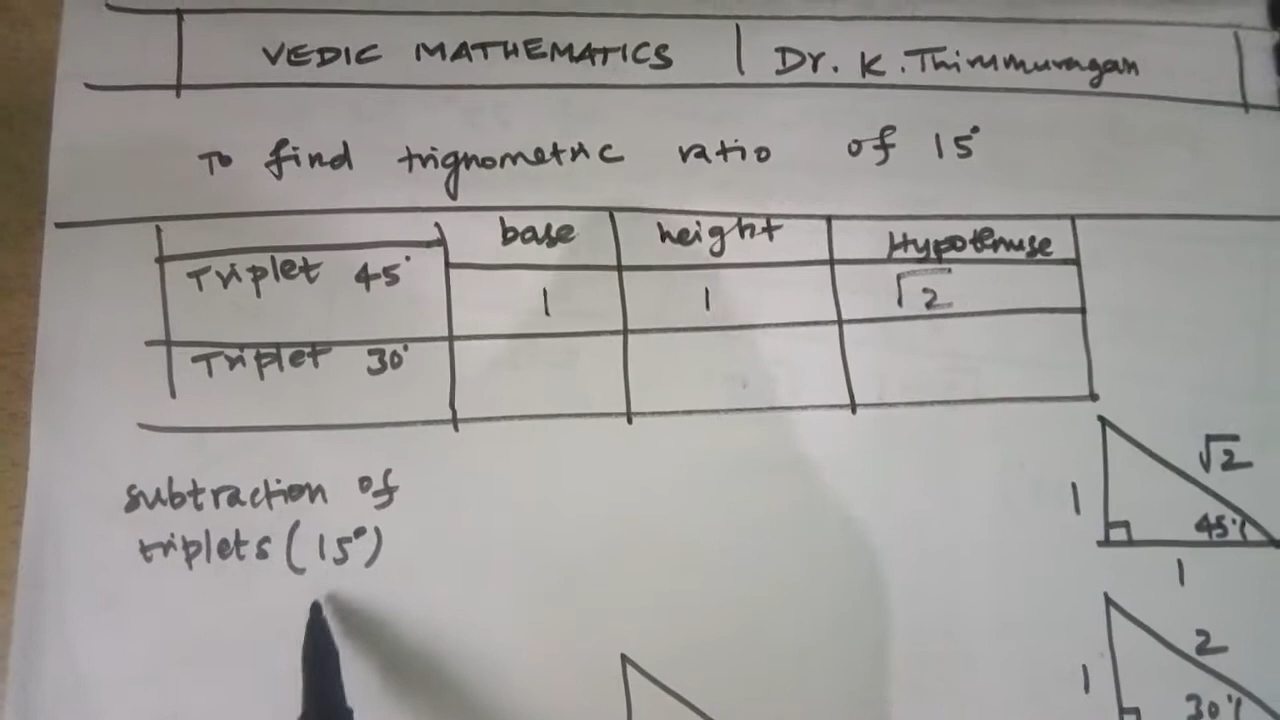 VEDIC MATHEMATICS | Dr. K. Thirumuragan
To find trignometric ratio of 15°
base height Hypotenuse
Triplet 45° 1 1 √2
Triplet 30°
subtraction of
triplets (15°)
√2
1
45°
1
2
1
30°